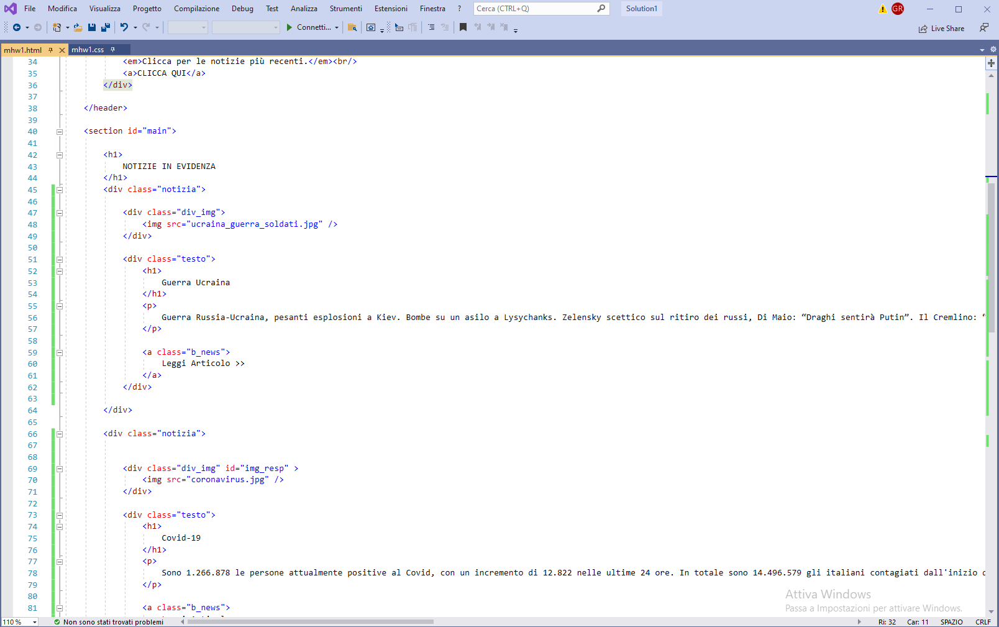 File Modifica Visualizza Progetto Compilazione Debug Test Analizza Strumenti Estensioni Finestra ? Cerca (CTRL+Q) Solution1 GR
Connetti... Live Share
mhw1.html mhw1.css
34 <em>Clicca per le notizie più recenti.</em><br/>
35 <a>CLICCA QUI</a>
36 </div>
37
38 </header>
39
40 <section id="main">
41
42 <h1>
43 NOTIZIE IN EVIDENZA
44 </h1>
45 <div class="notizia">
46
47 <div class="div_img">
48 <img src="ucraina_guerra_soldati.jpg" />
49 </div>
50
51 <div class="testo">
52 <h1>
53 Guerra Ucraina
54 </h1>
55 <p>
56 Guerra Russia-Ucraina, pesanti esplosioni a Kiev. Bombe su un asilo a Lysychanks. Zelensky scettico sul ritiro dei russi, Di Maio: “Draghi sentirà Putin”. Il Cremlino: “
57 </p>
58
59 <a class="b_news">
60 Leggi Articolo >>
61 </a>
62 </div>
63
64 </div>
65
66 <div class="notizia">
67
68
69 <div class="div_img" id="img_resp" >
70 <img src="coronavirus.jpg" />
71 </div>
72
73 <div class="testo">
74 <h1>
75 Covid-19
76 </h1>
77 <p>
78 Sono 1.266.878 le persone attualmente positive al Covid, con un incremento di 12.822 nelle ultime 24 ore. In totale sono 14.496.579 gli italiani contagiati dall'inizio
79 </p>
80
81 <a class="b_news">
Attiva Windows
Passa a Impostazioni per attivare Windows.
110 % Non sono stati trovati problemi Ri: 32 Car: 11 SPAZIO CRLF